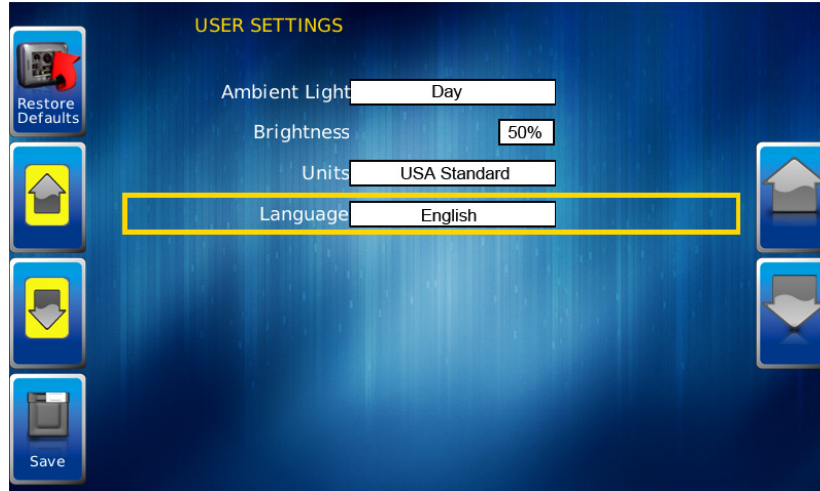 USER SETTINGS
Restore
Defaults
Ambient Light Day
Brightness 50%
Units USA Standard
Language English
Save